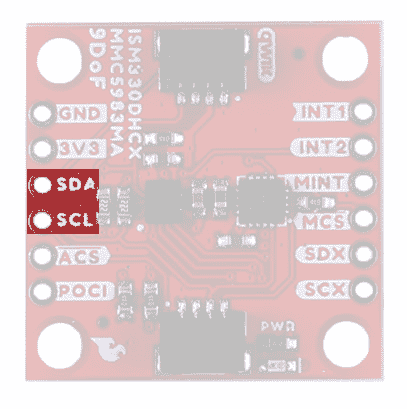 ISM330DHCX
MMC5983MA
9DoF
QWIIC
GND
3V3
SDA
SCL
ACS
POCI
INT1
INT2
MINT
MCS
SDX
SCX
PWR